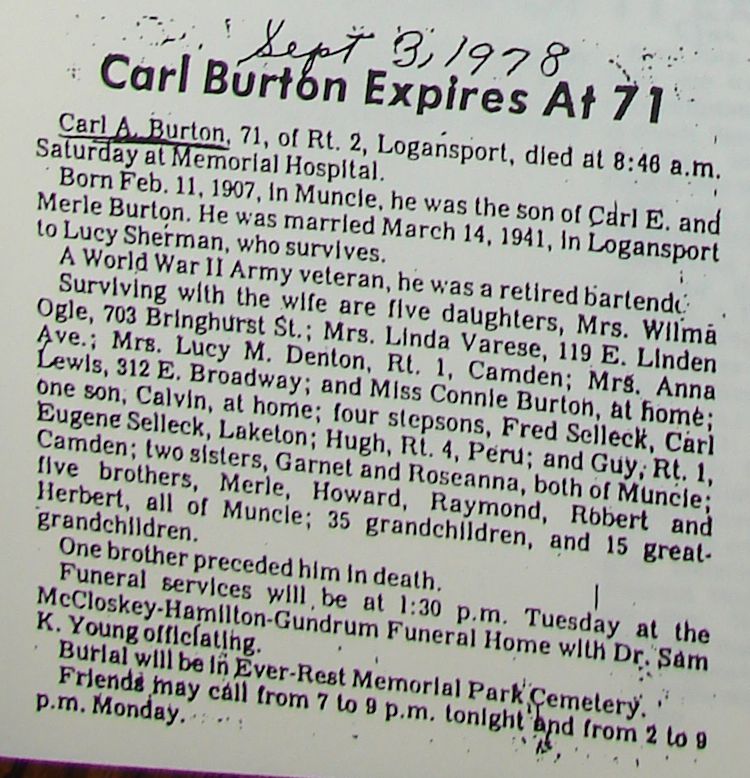 Sept 3, 1978
Carl Burton Expires At 71
Carl A. Burton, 71, of Rt. 2, Logansport, died at 8:46 a.m.
Saturday at Memorial Hospital.
Born Feb. 11, 1907, in Muncie, he was the son of Carl E. and
Merle Burton. He was married March 14, 1941, in Logansport
to Lucy Sherman, who survives.
A World War II Army veteran, he was a retired bartender.
Surviving with the wife are five daughters, Mrs. Wilma
Ogle, 703 Bringhurst St.; Mrs. Linda Varese, 119 E. Linden
Ave.; Mrs. Lucy M. Denton, Rt. 1, Camden; Mrs. Anna
Lewis, 312 E. Broadway; and Miss Connie Burton, at home;
one son, Calvin, at home; four stepsons, Fred Selleck, Carl
Eugene Selleck, Laketon; Hugh, Rt. 4, Peru; and Guy, Rt. 1,
Camden; two sisters, Garnet and Roseanna, both of Muncie;
five brothers, Merle, Howard, Raymond, Robert and
Herbert, all of Muncie; 35 grandchildren, and 15 great-
grandchildren.
One brother preceded him in death.
Funeral services will be at 1:30 p.m. Tuesday at the
McCloskey-Hamilton-Gundrum Funeral Home with Dr. Sam
K. Young officiating.
Burial will be in Ever-Rest Memorial Park Cemetery.
Friends may call from 7 to 9 p.m. tonight and from 2 to 9
p.m. Monday.